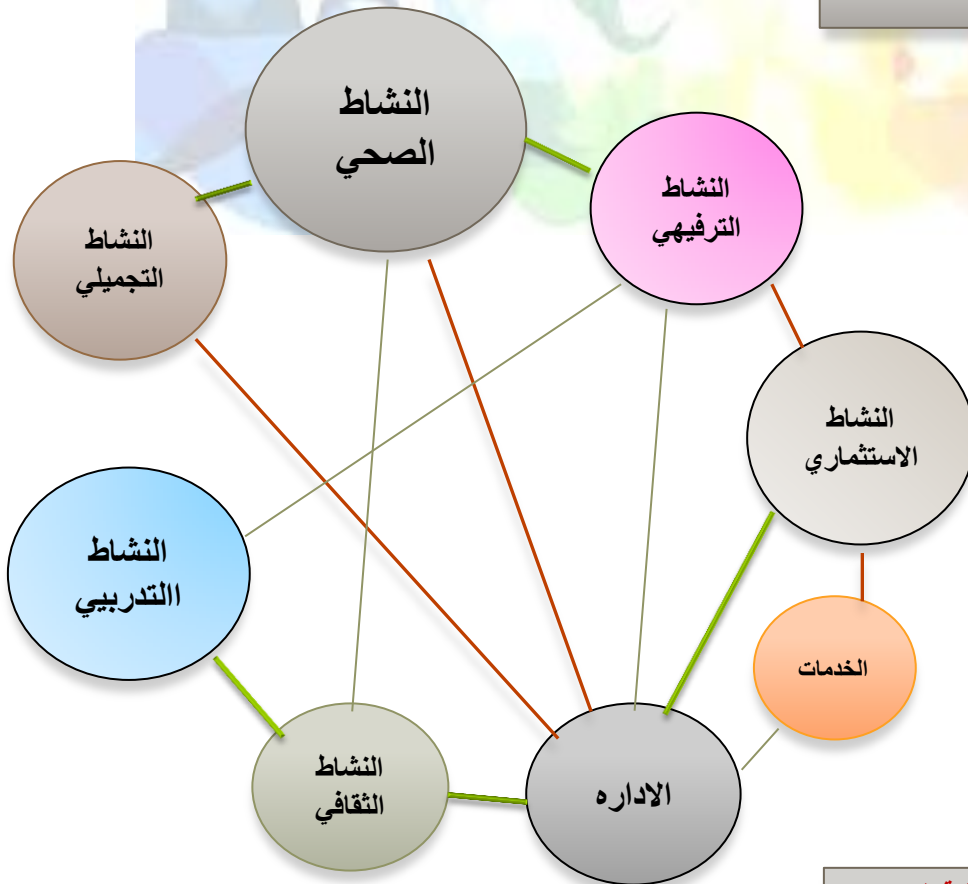 النشاط
الصحي
النشاط
الترفيهي
النشاط
التجميلي
النشاط
الاستثماري
النشاط
االتدريبي
الخدمات
النشاط
الثقافي
الاداره